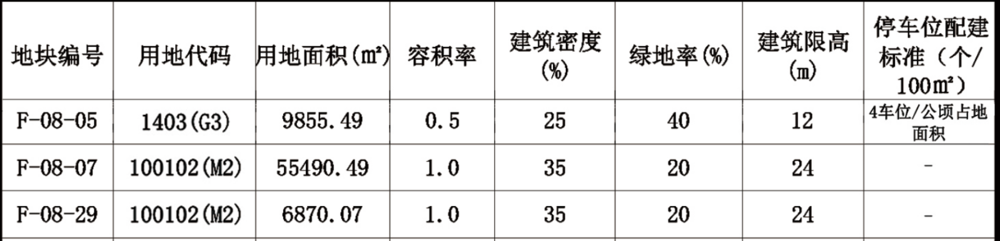 地块编号 用地代码 用地面积(㎡) 容积率 建筑密度(%) 绿地率(%) 建筑限高(m) 停车位配建标准（个/100㎡）
F-08-05 1403(G3) 9855.49 0.5 25 40 12 4车位/公顷占地面积
F-08-07 100102(M2) 55490.49 1.0 35 20 24 -
F-08-29 100102(M2) 6870.07 1.0 35 20 24 -